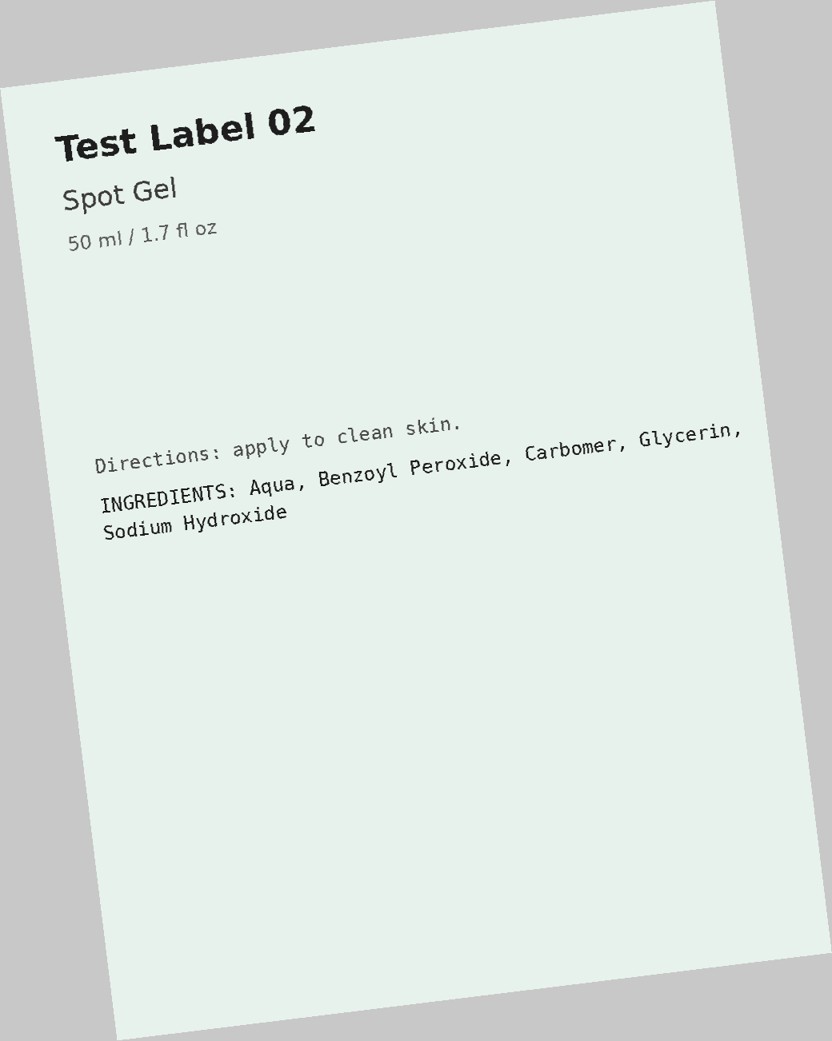 Test Label 02
Spot Gel
50 ml / 1.7 fl oz
Directions: apply to clean skin.
INGREDIENTS: Aqua, Benzoyl Peroxide, Carbomer, Glycerin,
Sodium Hydroxide